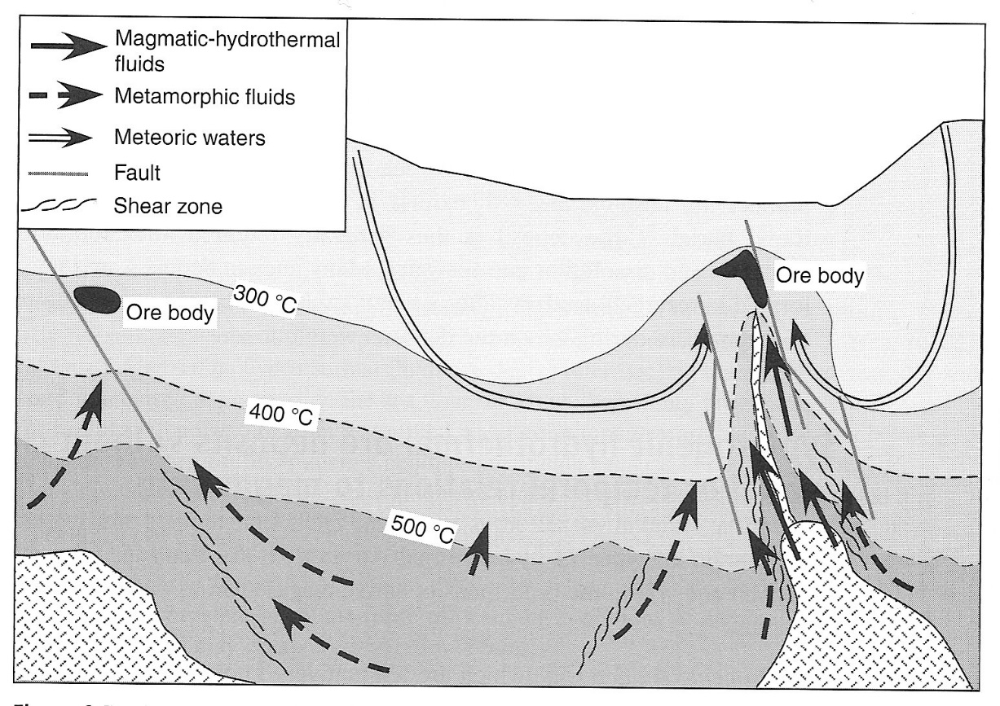 Magmatic-hydrothermal
fluids
Metamorphic fluids
Meteoric waters
Fault
Shear zone
Ore body
300 °C
Ore body
400 °C
500 °C